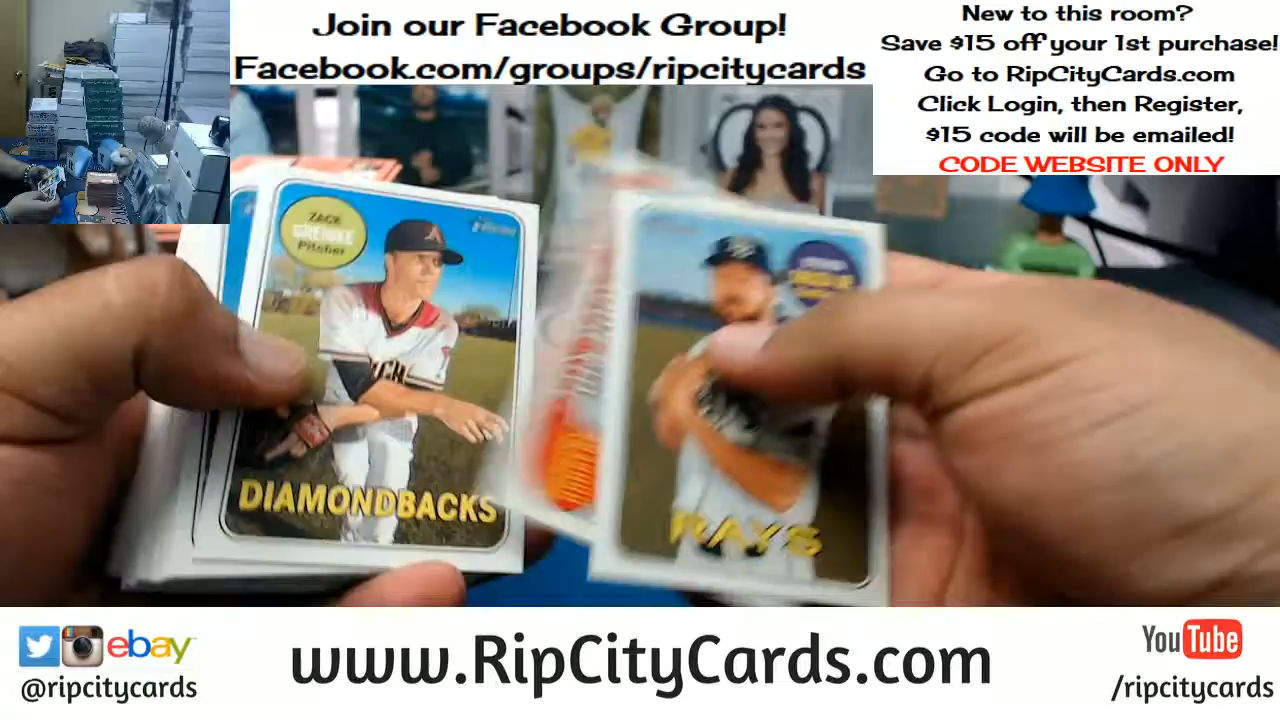 Join our Facebook Group!
Facebook.com/groups/ripcitycards
New to this room?
Save $15 off your 1st purchase!
Go to RipCityCards.com
Click Login, then Register,
$15 code will be emailed!
CODE WEBSITE ONLY
ZACK
GREINKE
Pitcher
DIAMONDBACKS
RAYS
ebay
@ripcitycards
www.RipCityCards.com
YouTube
/ripcitycards